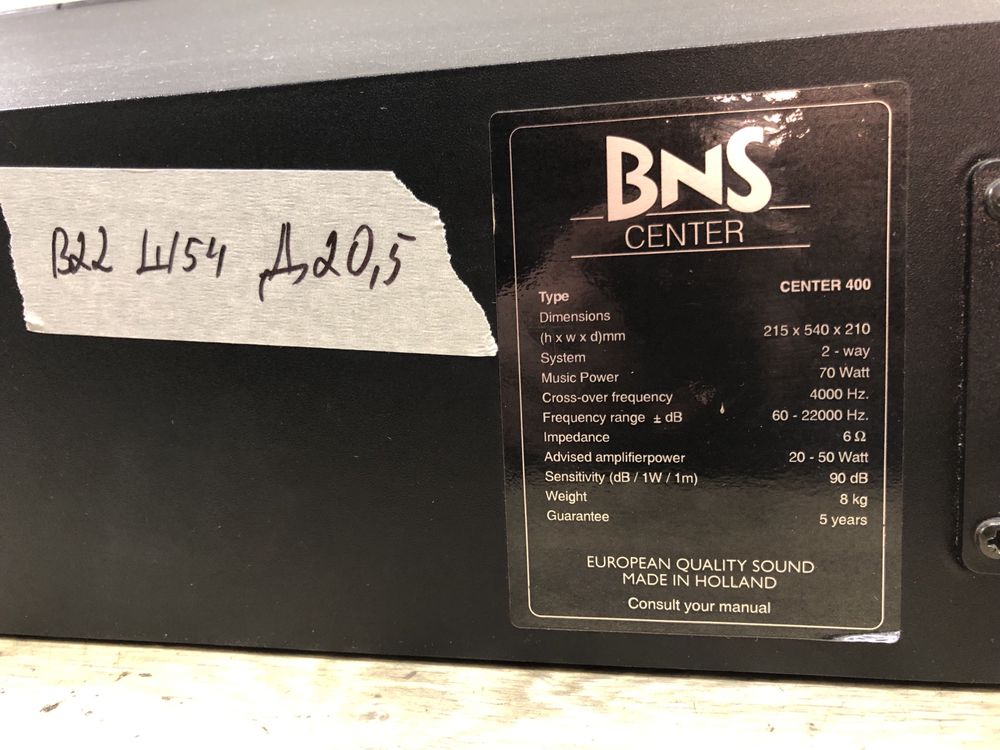 В22 Ш54 Д20,5
BNS
CENTER
Type CENTER 400
Dimensions
(h x w x d)mm 215 x 540 x 210
System 2 - way
Music Power 70 Watt
Cross-over frequency 4000 Hz.
Frequency range ± dB 60 - 22000 Hz.
Impedance 6 Ω
Advised amplifierpower 20 - 50 Watt
Sensitivity (dB / 1W / 1m) 90 dB
Weight 8 kg
Guarantee 5 years
EUROPEAN QUALITY SOUND
MADE IN HOLLAND
Consult your manual